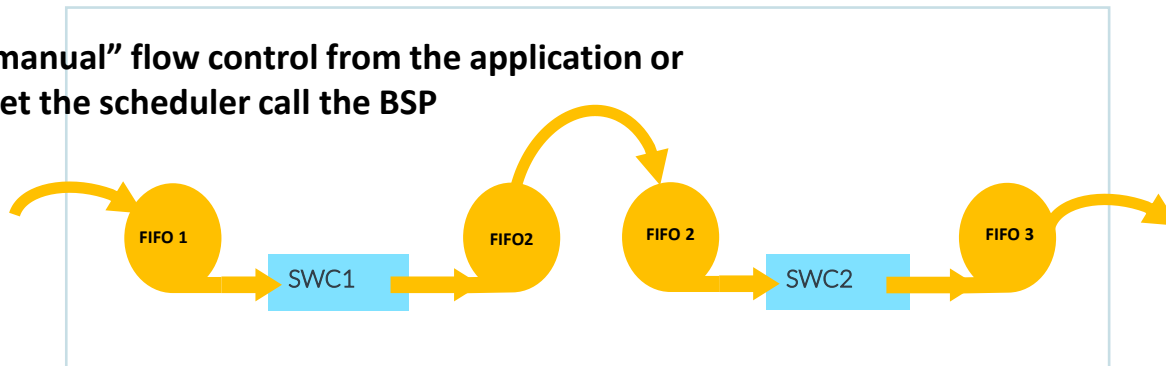 manual” flow control from the application or
et the scheduler call the BSP
FIFO 1
FIFO2
FIFO 2
FIFO 3
SWC1
SWC2